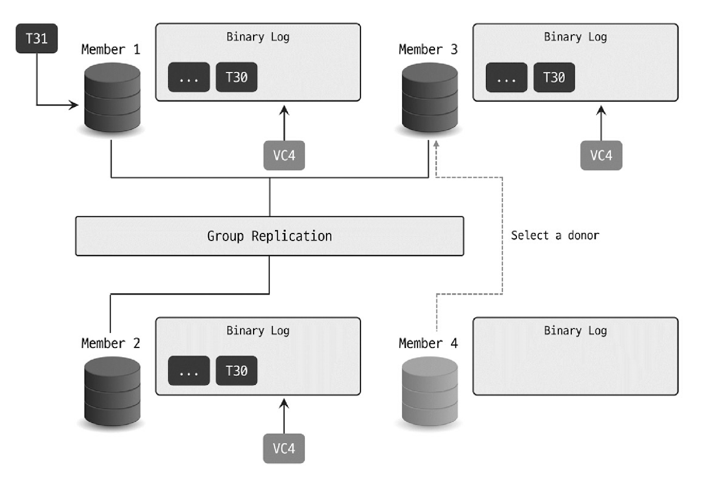 T31
Member 1
Binary Log
... T30
VC4
Member 3
Binary Log
... T30
VC4
Group Replication
Select a donor
Member 2
Binary Log
... T30
VC4
Member 4
Binary Log